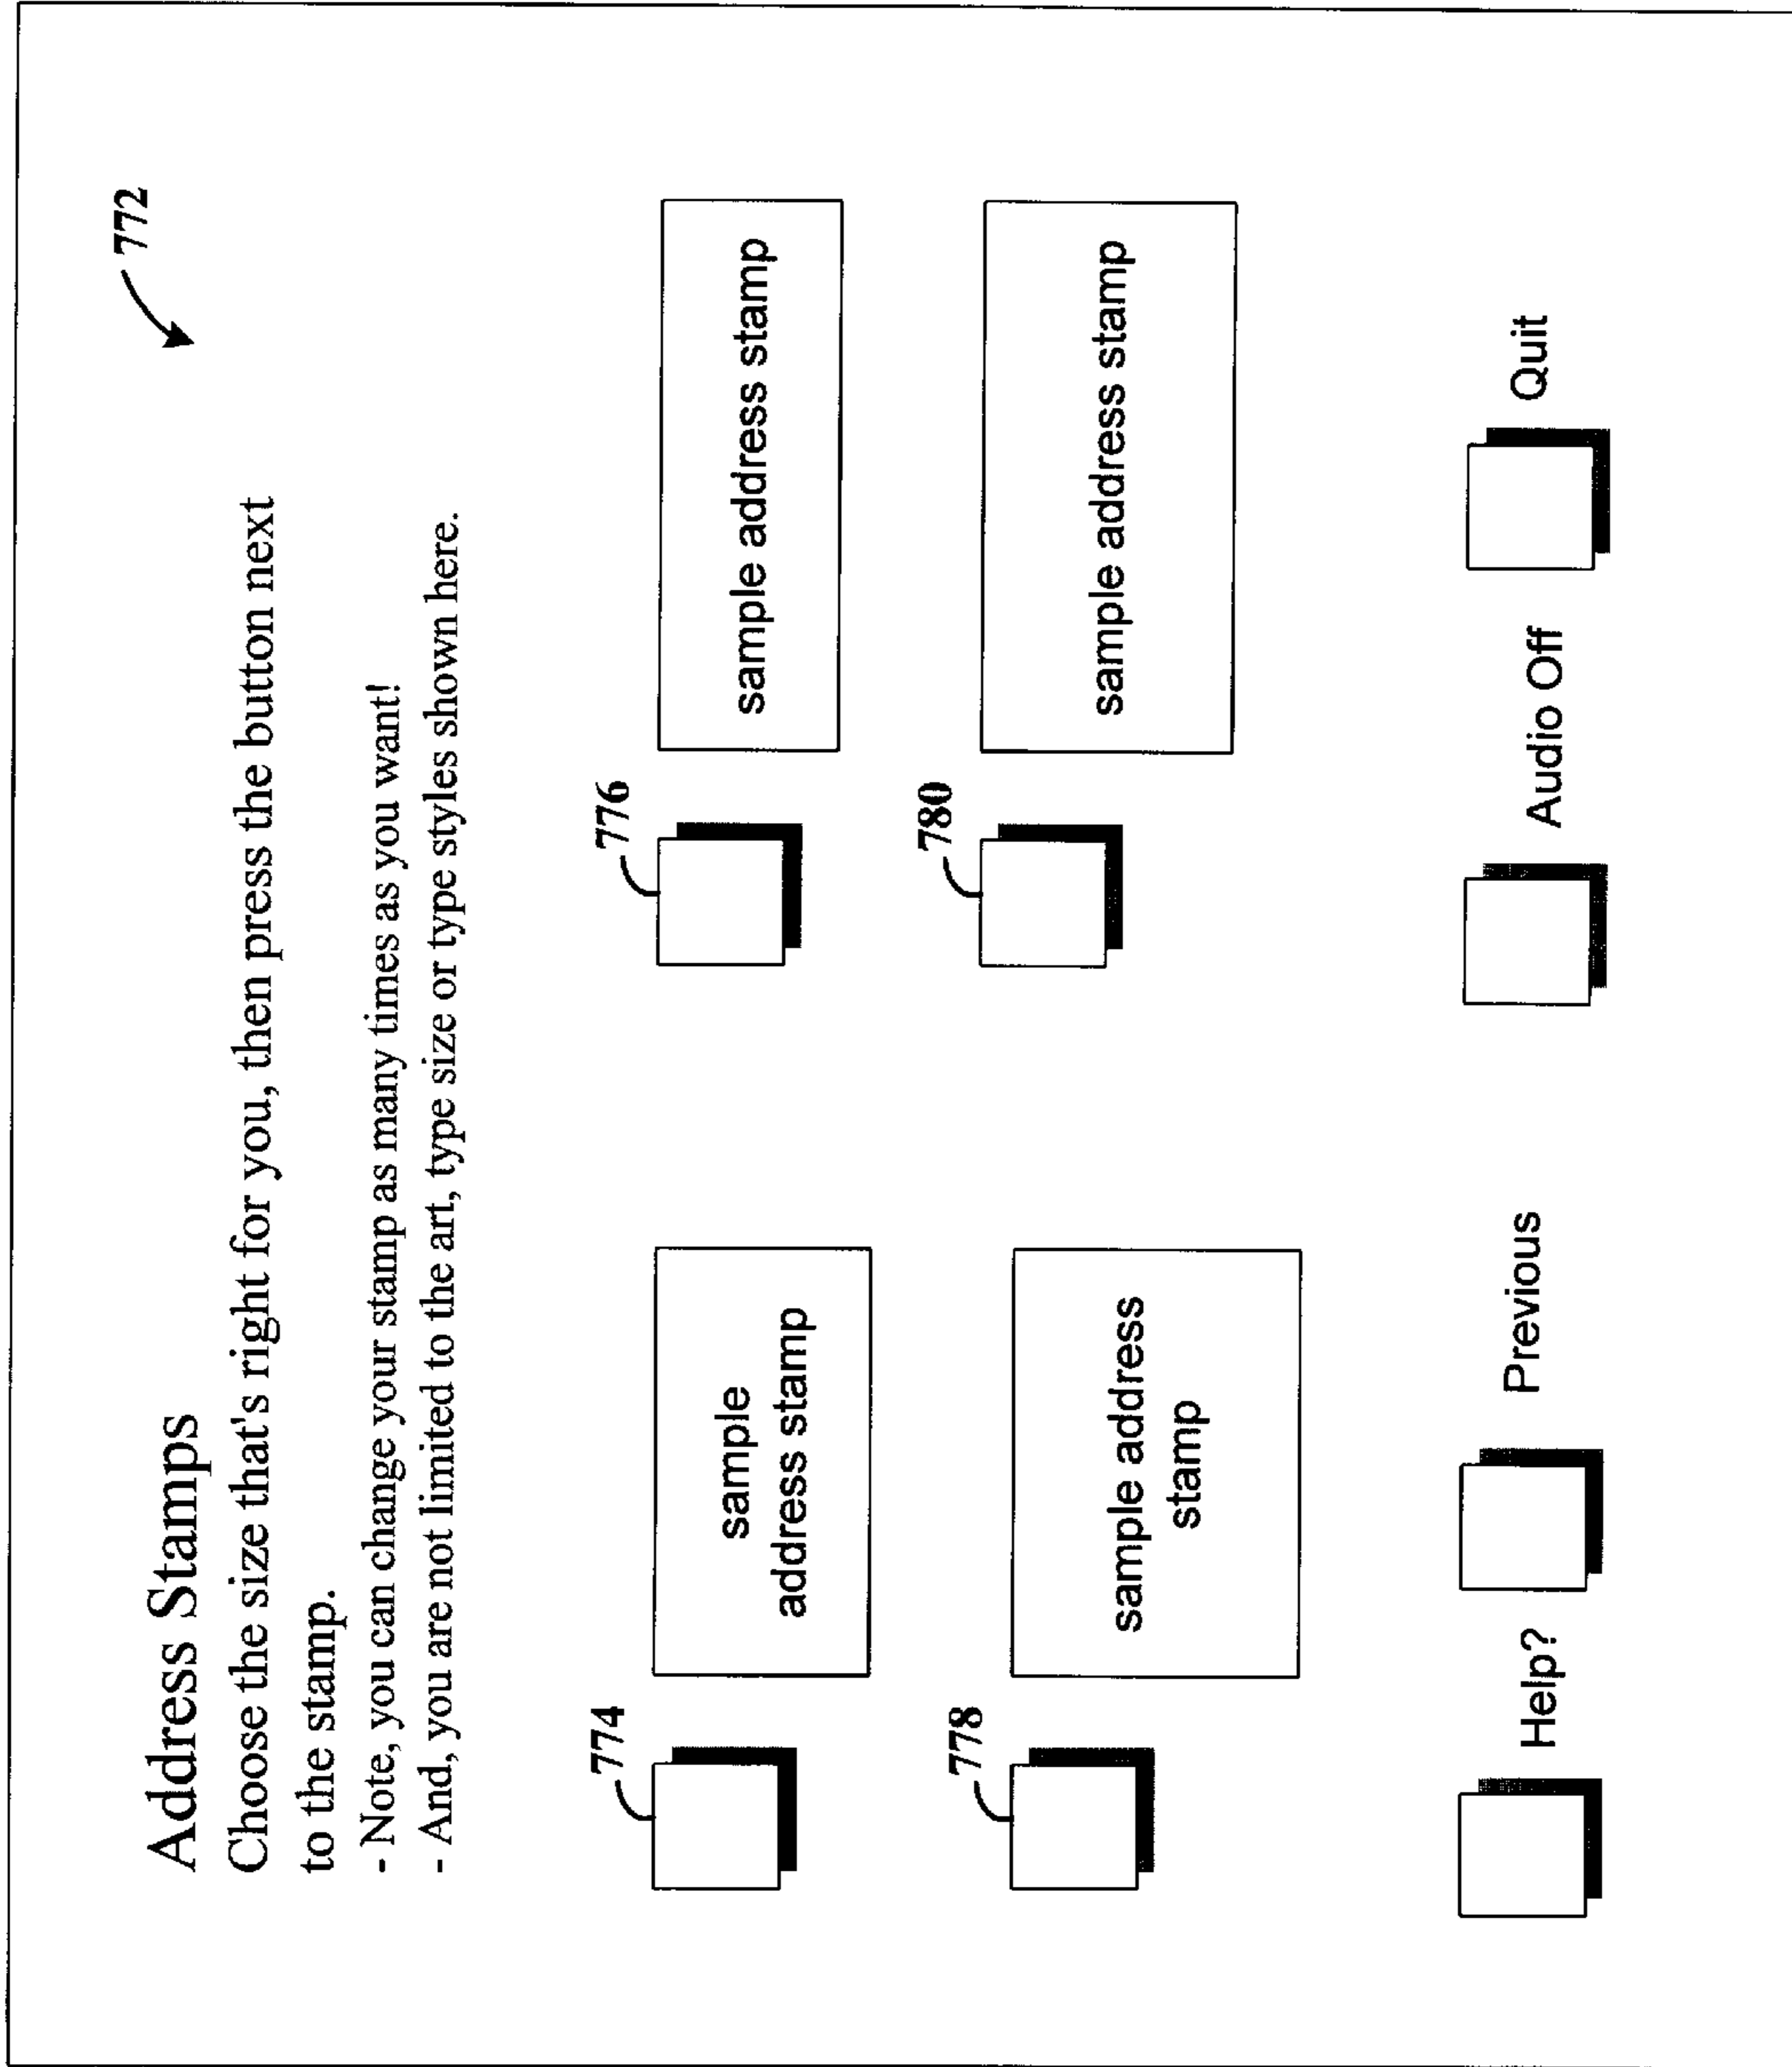 772
Address Stamps
Choose the size that's right for you, then press the button next
to the stamp.
- Note, you can change your stamp as many times as you want!
- And, you are not limited to the art, type size or type styles shown here.
774
sample
address stamp
776
sample address stamp
778
sample address
stamp
780
sample address stamp
Help?
Previous
Audio Off
Quit